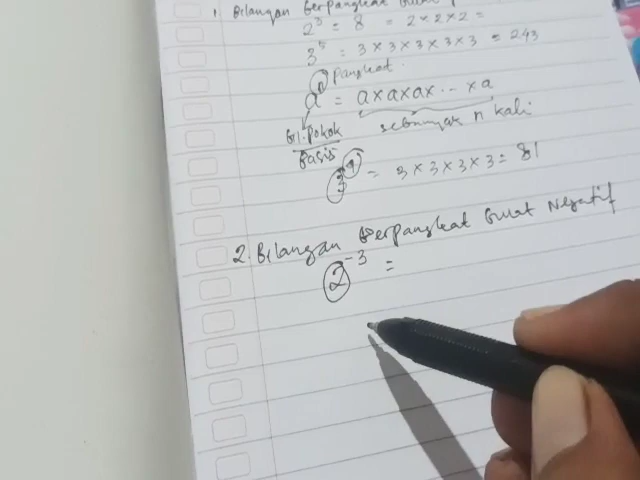 1. Bilangan Berpangkat Bulat
2³ = 8 = 2 × 2 × 2 =
3⁵ = 3 × 3 × 3 × 3 × 3 = 243
Pangkat
aⁿ = a×a×a×...×a
Bil. Pokok sebanyak n kali
Basis
3⁴ = 3 × 3 × 3 × 3 = 81
2. Bilangan Berpangkat Bulat Negatif
2⁻³ =